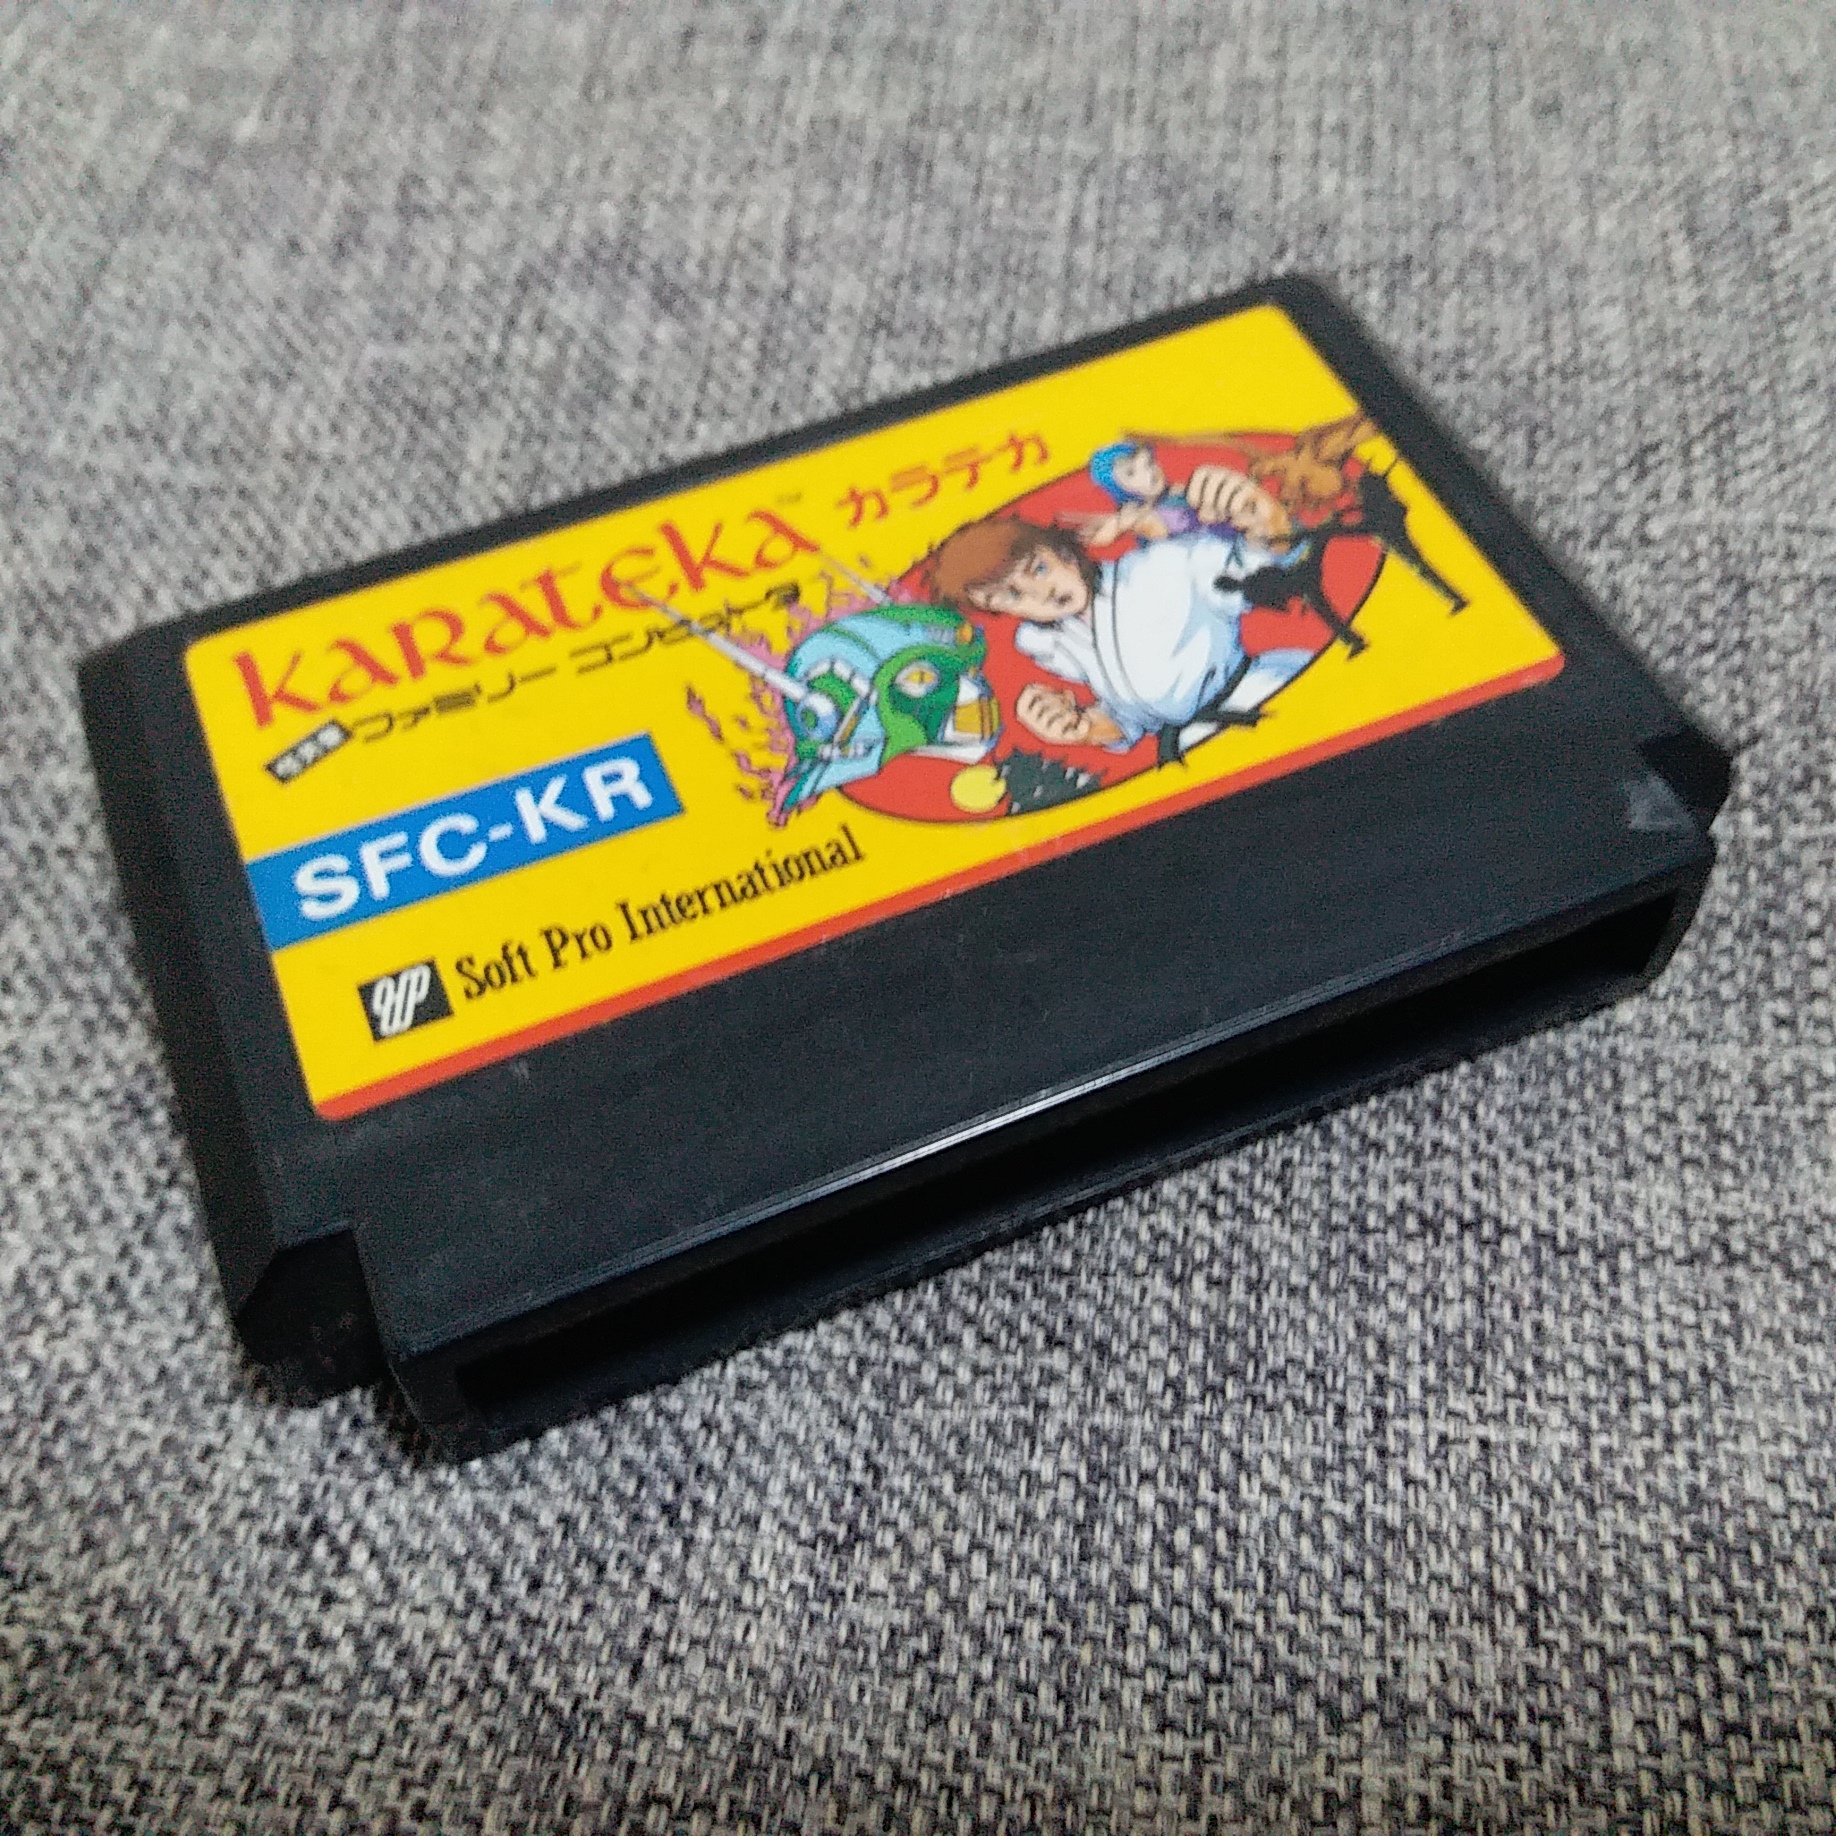 KARATEKA™ カラテカ
ファミリー コンピュータ
SFC-KR
Soft Pro International